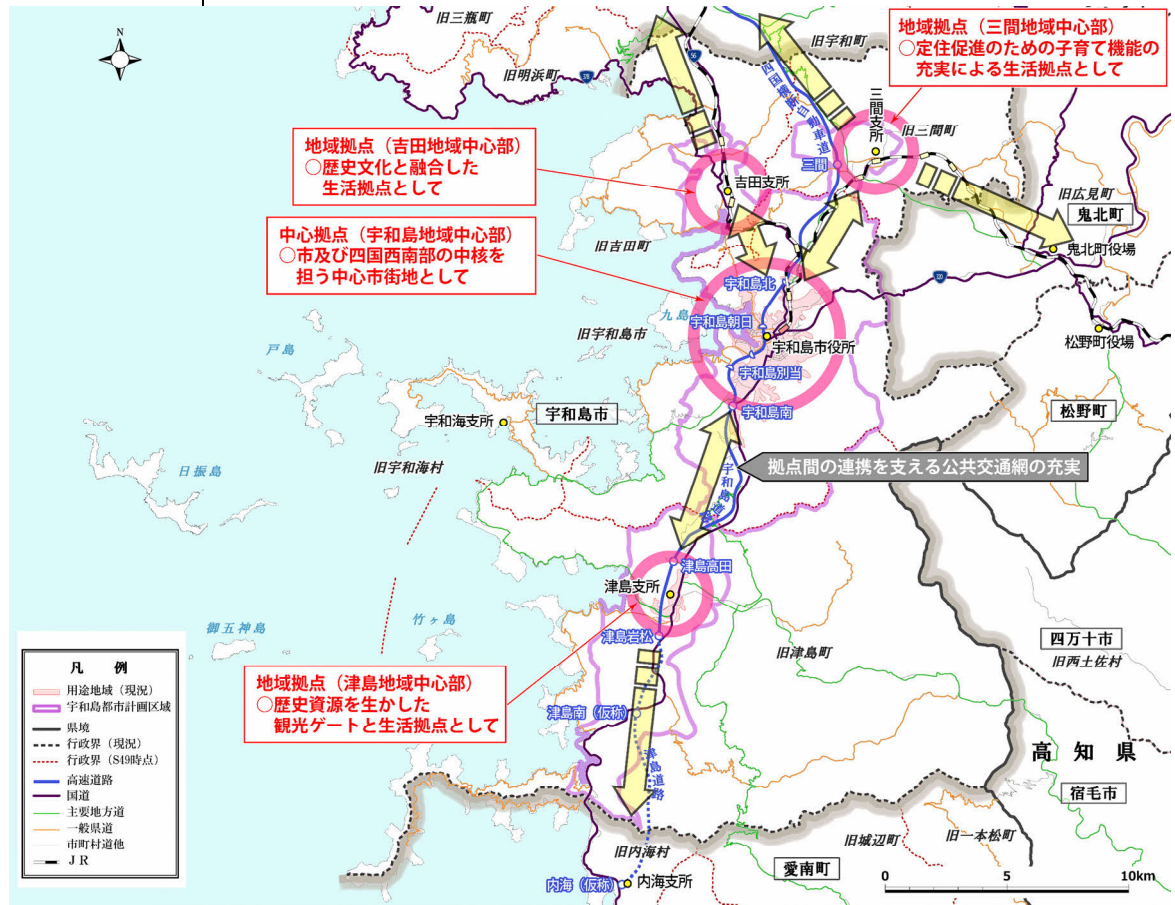 旧三瓶町
旧明浜町
378
56
旧宇和町
四国横断自動車道
地域拠点（三間地域中心部）
○定住促進のための子育て機能の
充実による生活拠点として
三間支所
旧三間町
三間
地域拠点（吉田地域中心部）
○歴史文化と融合した
生活拠点として
吉田支所
旧吉田町
旧広見町
鬼北町
鬼北町役場
中心拠点（宇和島地域中心部）
○市及び四国西南部の中核を
担う中心市街地として
宇和島北
320
九島
宇和島朝日
旧宇和島市
宇和島市役所
松野町役場
戸島
宇和島別当
宇和島南
松野町
宇和島市
宇和海支所
旧宇和海村
日振島
拠点間の連携を支える公共交通網の充実
宇和島道路
津島高田
津島支所
竹ヶ島
御五神島
津島岩松
四万十市
旧西土佐村
旧津島町
地域拠点（津島地域中心部）
○歴史資源を生かした
観光ゲートと生活拠点として
津島南（仮称）
津島道路
高知県
宿毛市
旧一本松町
旧城辺町
旧内海村
愛南町
内海（仮称）
内海支所
凡 例
用途地域（現況）
宇和島都市計画区域
県境
行政界（現況）
行政界（S49時点）
高速道路
国道
主要地方道
一般県道
市町村道他
ＪＲ
0 5 10km